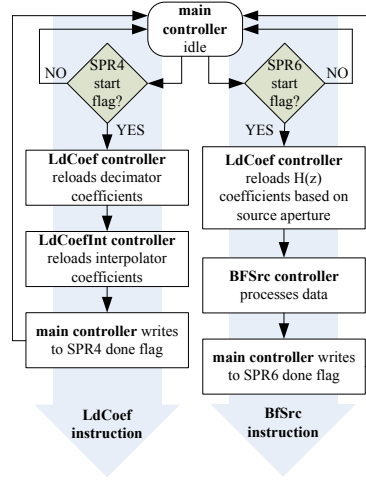 main
controller
idle
SPR4
start
flag?
NO
YES
LdCoef controller
reloads decimator
coefficients
LdCoefInt controller
reloads interpolator
coefficients
main controller writes
to SPR4 done flag
LdCoef
instruction
SPR6
start
flag?
NO
YES
LdCoef controller
reloads H(z)
coefficients based on
source aperture
BFSrc controller
processes data
main controller writes
to SPR6 done flag
BfSrc
instruction